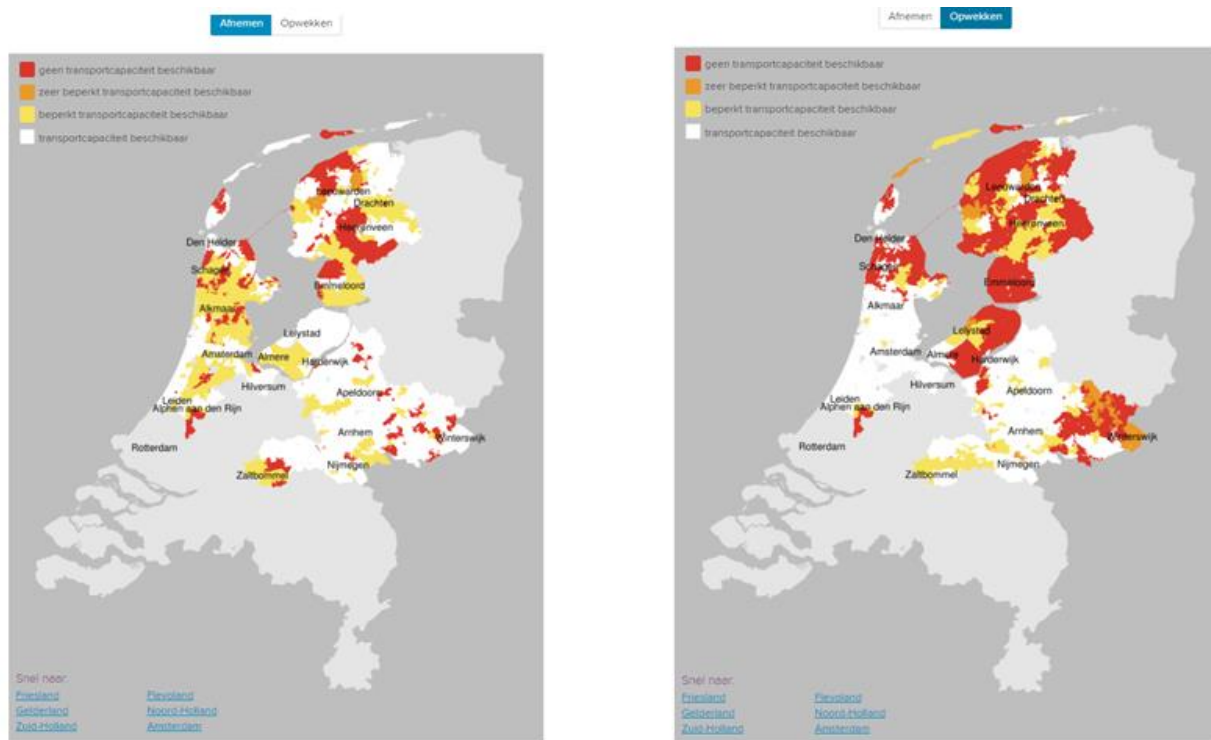 Afnemen Opwekken
geen transportcapaciteit beschikbaar
zeer beperkt transportcapaciteit beschikbaar
beperkt transportcapaciteit beschikbaar
transportcapaciteit beschikbaar
Leeuwarden
Drachten
Heerenveen
Den Helder
Schagen
Emmeloord
Alkmaar
Lelystad
Amsterdam
Almere
Harderwijk
Hilversum
Apeldoorn
Leiden
Alphen aan den Rijn
Arnhem
Winterswijk
Rotterdam
Nijmegen
Zaltbommel
Snel naar:
Friesland Flevoland
Gelderland Noord-Holland
Zuid-Holland Amsterdam
Afnemen Opwekken
geen transportcapaciteit beschikbaar
zeer beperkt transportcapaciteit beschikbaar
beperkt transportcapaciteit beschikbaar
transportcapaciteit beschikbaar
Leeuwarden
Drachten
Heerenveen
Den Helder
Schagen
Emmeloord
Alkmaar
Lelystad
Amsterdam
Almere
Harderwijk
Hilversum
Apeldoorn
Leiden
Alphen aan den Rijn
Arnhem
Winterswijk
Rotterdam
Nijmegen
Zaltbommel
Snel naar:
Friesland Flevoland
Gelderland Noord-Holland
Zuid-Holland Amsterdam